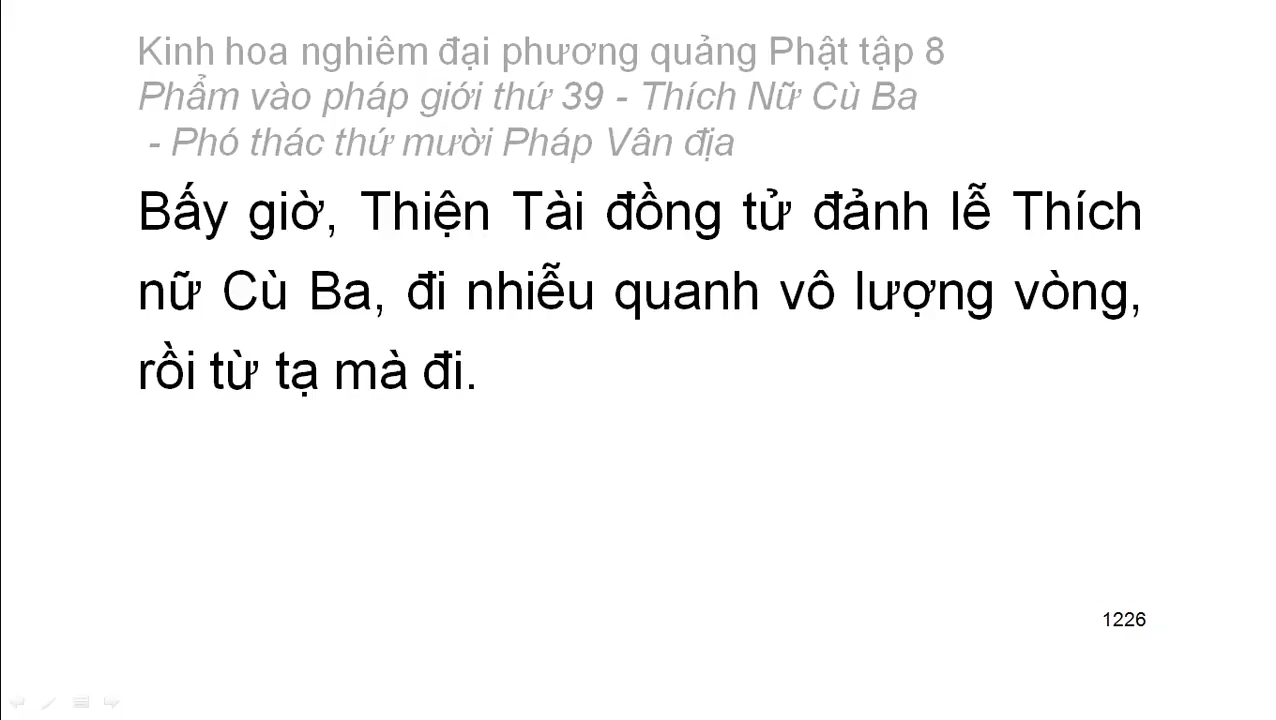 Kinh hoa nghiêm đại phương quảng Phật tập 8
Phẩm vào pháp giới thứ 39 - Thích Nữ Cù Ba
- Phó thác thứ mười Pháp Vân địa
Bấy giờ, Thiện Tài đồng tử đảnh lễ Thích
nữ Cù Ba, đi nhiễu quanh vô lượng vòng,
rồi từ tạ mà đi.
1226